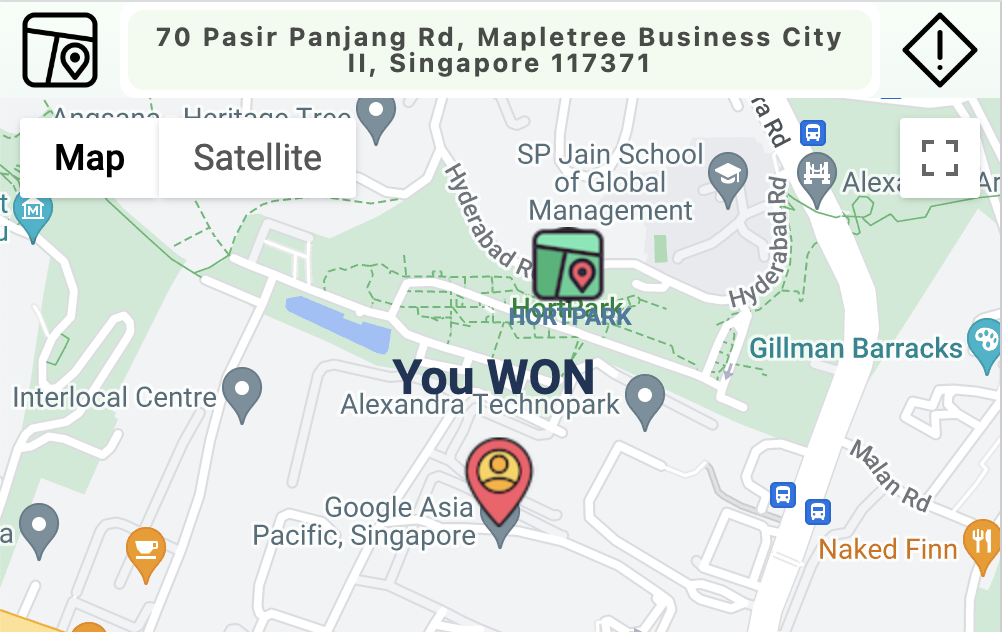 70 Pasir Panjang Rd, Mapletree Business City
II, Singapore 117371
Angsana
Heritage Tree
Map
Satellite
SP Jain School
of Global
Management
Hyderabad R
ra Rd
Hyderabad Rd
Alexa
Ar
t
u
HortPark
HORTPARK
You WON
Gillman Barracks
Interlocal Centre
Alexandra Technopark
Malan Rd
Google Asia
Pacific, Singapore
a
Naked Finn